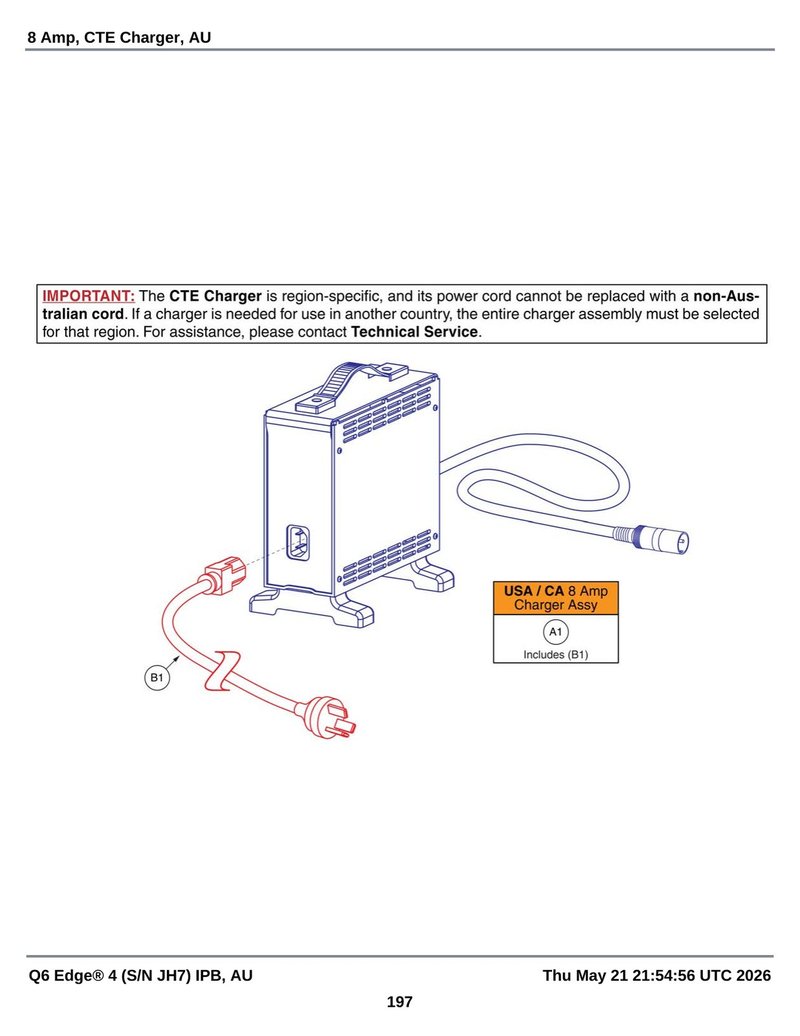 8 Amp, CTE Charger, AU
IMPORTANT: The CTE Charger is region-specific, and its power cord cannot be replaced with a non-Aus-
tralian cord. If a charger is needed for use in another country, the entire charger assembly must be selected
for that region. For assistance, please contact Technical Service.
USA / CA 8 Amp
Charger Assy
A1
Includes (B1)
B1
Q6 Edge® 4 (S/N JH7) IPB, AU
Thu May 21 21:54:56 UTC 2026
197